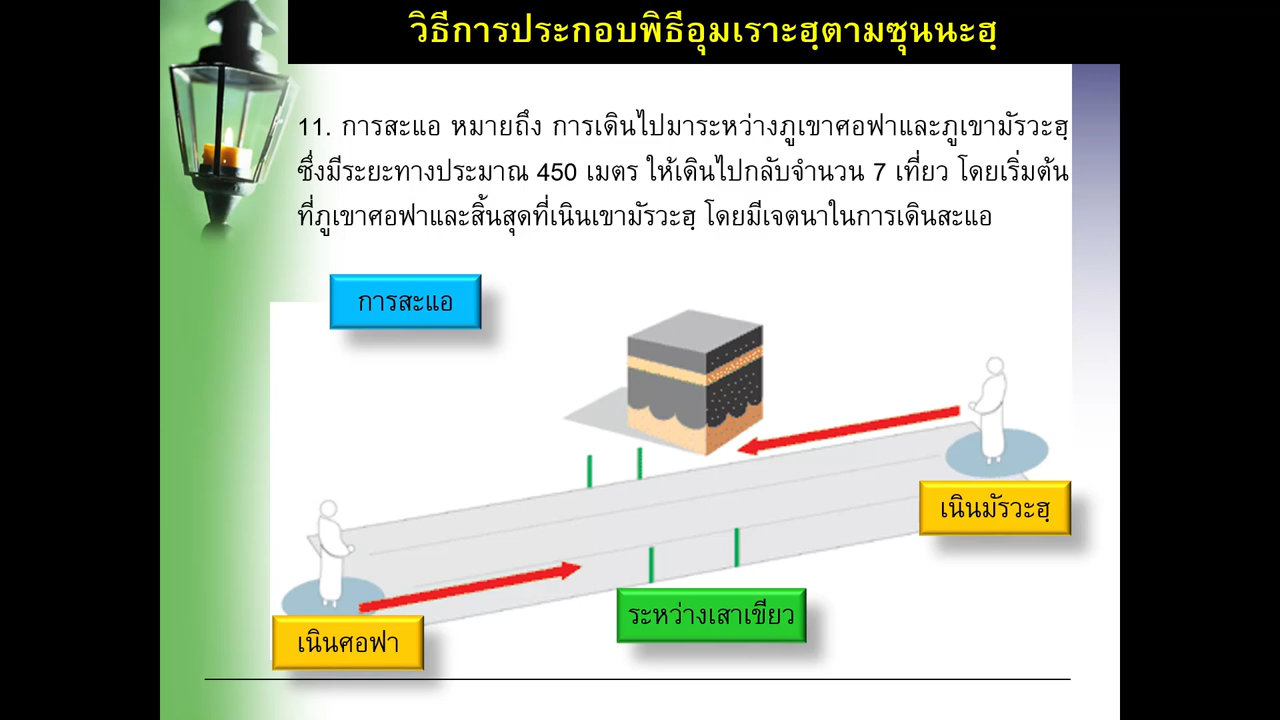 วิธีการประกอบพิธีอุมเราะฮฺตามซุนนะฮฺ
11. การสะแอ หมายถึง การเดินไปมาระหว่างภูเขาศอฟาและภูเขามัรวะฮฺ
ซึ่งมีระยะทางประมาณ 450 เมตร ให้เดินไปกลับจำนวน 7 เที่ยว โดยเริ่มต้น
ที่ภูเขาศอฟาและสิ้นสุดที่เนินเขามัรวะฮฺ โดยมีเจตนาในการเดินสะแอ
การสะแอ
เนินมัรวะฮฺ
ระหว่างเสาเขียว
เนินศอฟา